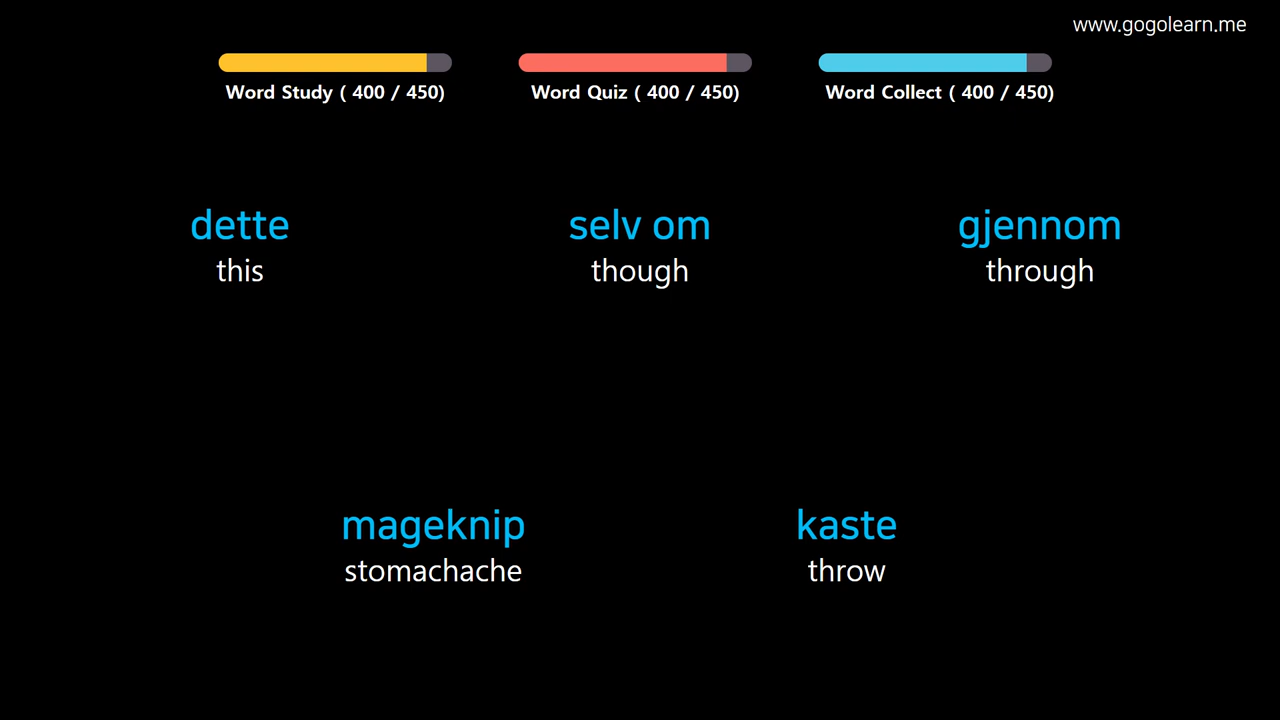 www.gogolearn.me
Word Study ( 400 / 450)
Word Quiz ( 400 / 450)
Word Collect ( 400 / 450)
dette
this
selv om
though
gjennom
through
mageknip
stomachache
kaste
throw